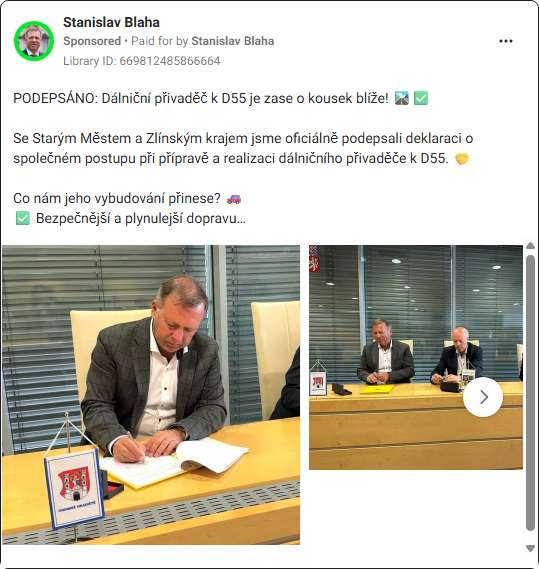 Stanislav Blaha
Sponsored • Paid for by Stanislav Blaha
Library ID: 669812485866664
PODEPSÁNO: Dálniční přivaděč k D55 je zase o kousek blíže! 🛣️ ✅
Se Starým Městem a Zlínským krajem jsme oficiálně podepsali deklaraci o
společném postupu při přípravě a realizaci dálničního přivaděče k D55. 🤝
Co nám jeho vybudování přinese? 🚗
✅ Bezpečnější a plynulejší dopravu...
UHERSKÉ HRADIŠTĚ